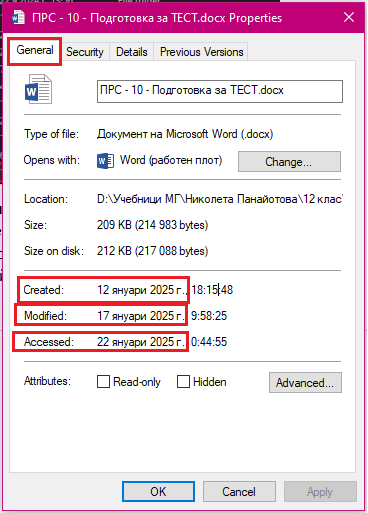 ПРС - 10 - Подготовка за ТЕСТ.docx Properties
General Security Details Previous Versions
ПРС - 10 - Подготовка за ТЕСТ.docx
Type of file: Документ на Microsoft Word (.docx)
Opens with: Word (работен плот) Change...
Location: D:\Учебници МГ\Николета Панайотова\12 клас\
Size: 209 KB (214 983 bytes)
Size on disk: 212 KB (217 088 bytes)
Created: 12 януари 2025 г., 18:15:48
Modified: 17 януари 2025 г., 9:58:25
Accessed: 22 януари 2025 г., 0:44:55
Attributes: Read-only Hidden Advanced...
OK Cancel Apply